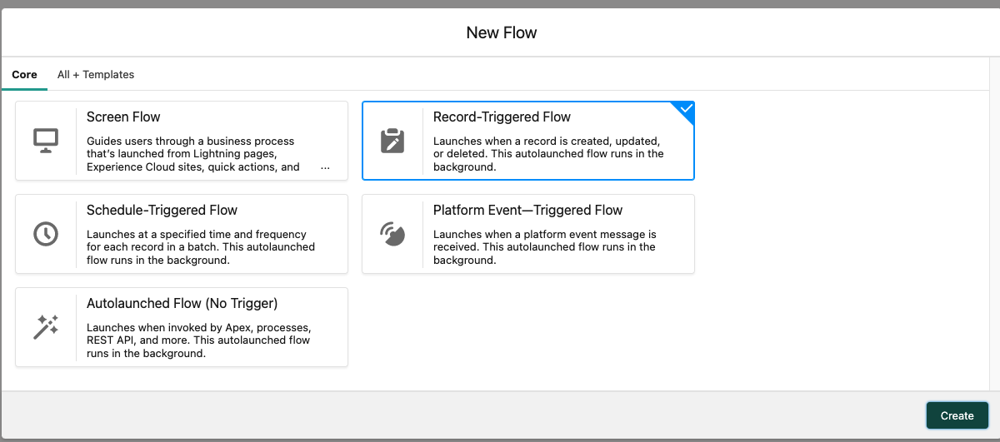 New Flow
Core
All + Templates
Screen Flow
Guides users through a business process
that’s launched from Lightning pages,
Experience Cloud sites, quick actions, and ...
Record-Triggered Flow
Launches when a record is created, updated,
or deleted. This autolaunched flow runs in the
background.
Schedule-Triggered Flow
Launches at a specified time and frequency
for each record in a batch. This autolaunched
flow runs in the background.
Platform Event—Triggered Flow
Launches when a platform event message is
received. This autolaunched flow runs in the
background.
Autolaunched Flow (No Trigger)
Launches when invoked by Apex, processes,
REST API, and more. This autolaunched flow
runs in the background.
Create